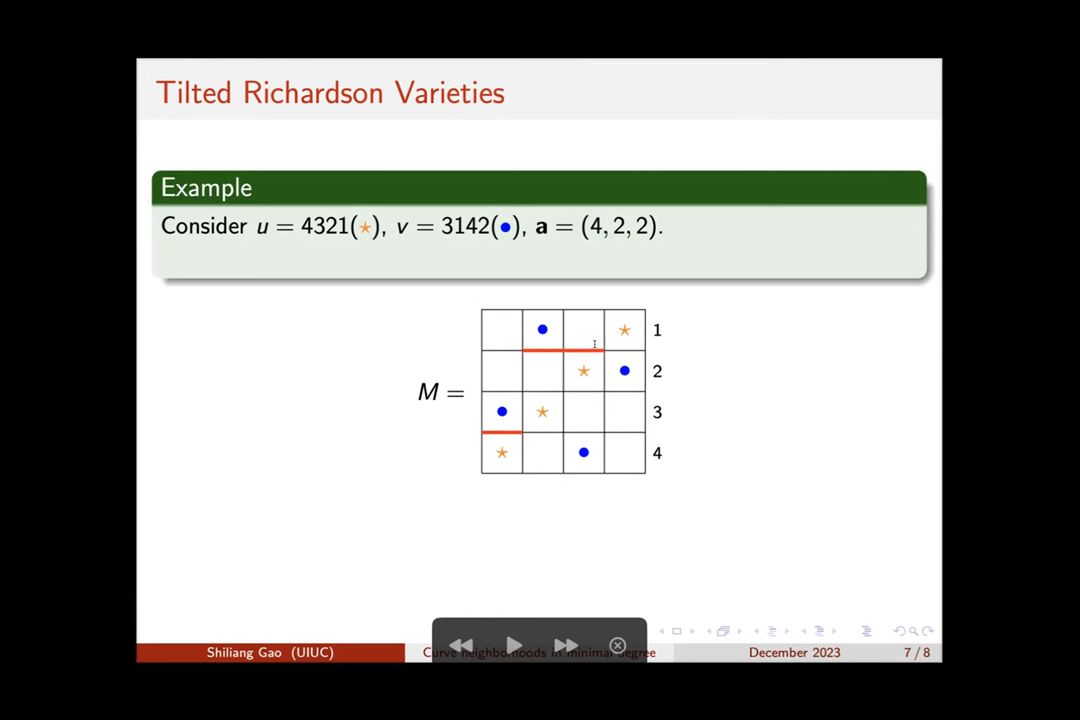 Tilted Richardson Varieties
Example
Consider u = 4321(⋆), v = 3142(•), a = (4, 2, 2).
1
2
M =
3
4
Shiliang Gao (UIUC)
Curve neighborhoods in minimal degree
December 2023
7 / 8